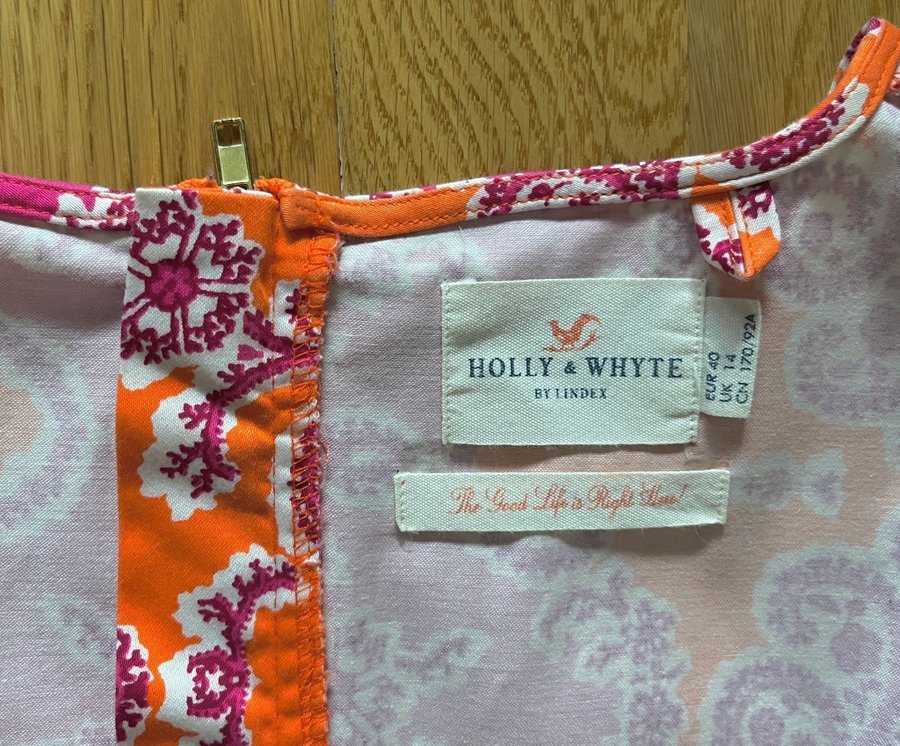 HOLLY & WHYTE
BY LINDEX
EUR 40
UK 14
CN 170/92A
The Good Life is Right Here!